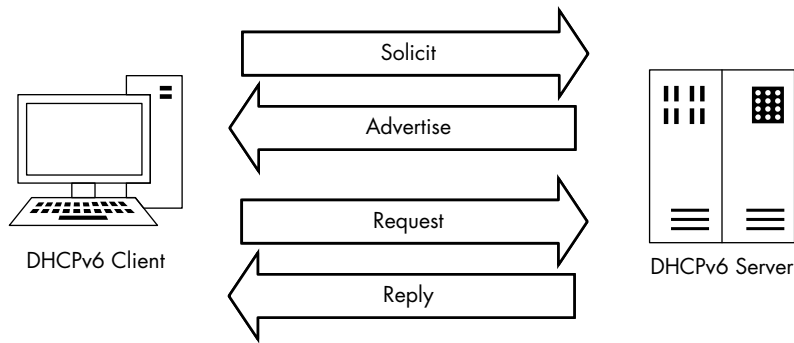 Solicit
Advertise
Request
Reply
DHCPv6 Client
DHCPv6 Server